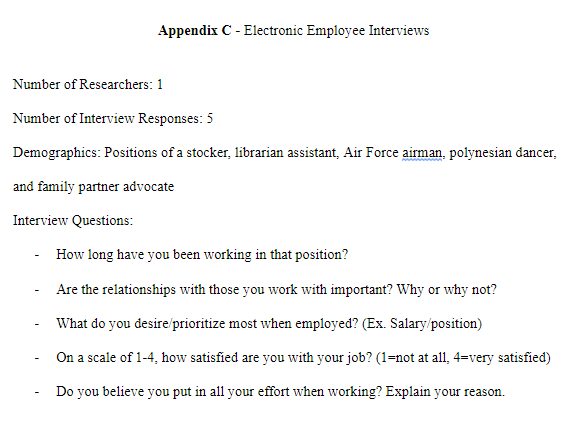 Appendix C - Electronic Employee Interviews
Number of Researchers: 1
Number of Interview Responses: 5
Demographics: Positions of a stocker, librarian assistant, Air Force airman, polynesian dancer,
and family partner advocate
Interview Questions:
- How long have you been working in that position?
- Are the relationships with those you work with important? Why or why not?
- What do you desire/prioritize most when employed? (Ex. Salary/position)
- On a scale of 1-4, how satisfied are you with your job? (1=not at all, 4=very satisfied)
- Do you believe you put in all your effort when working? Explain your reason.